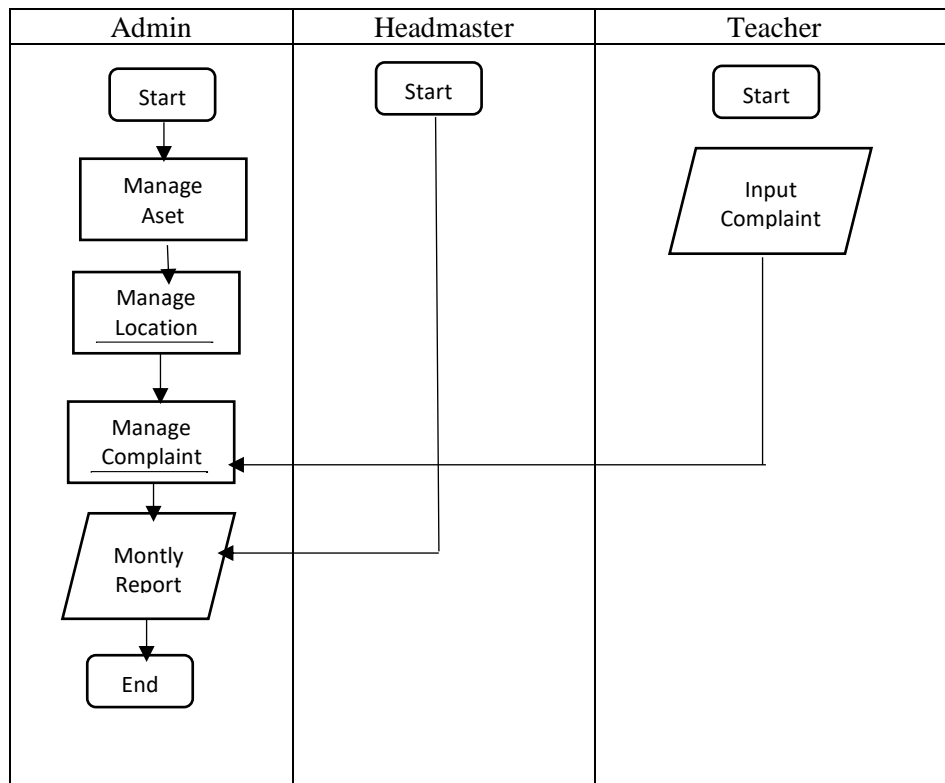 Admin
Headmaster
Teacher
Start
Start
Start
Manage
Aset
Input
Complaint
Manage
Location
Manage
Complaint
Montly
Report
End